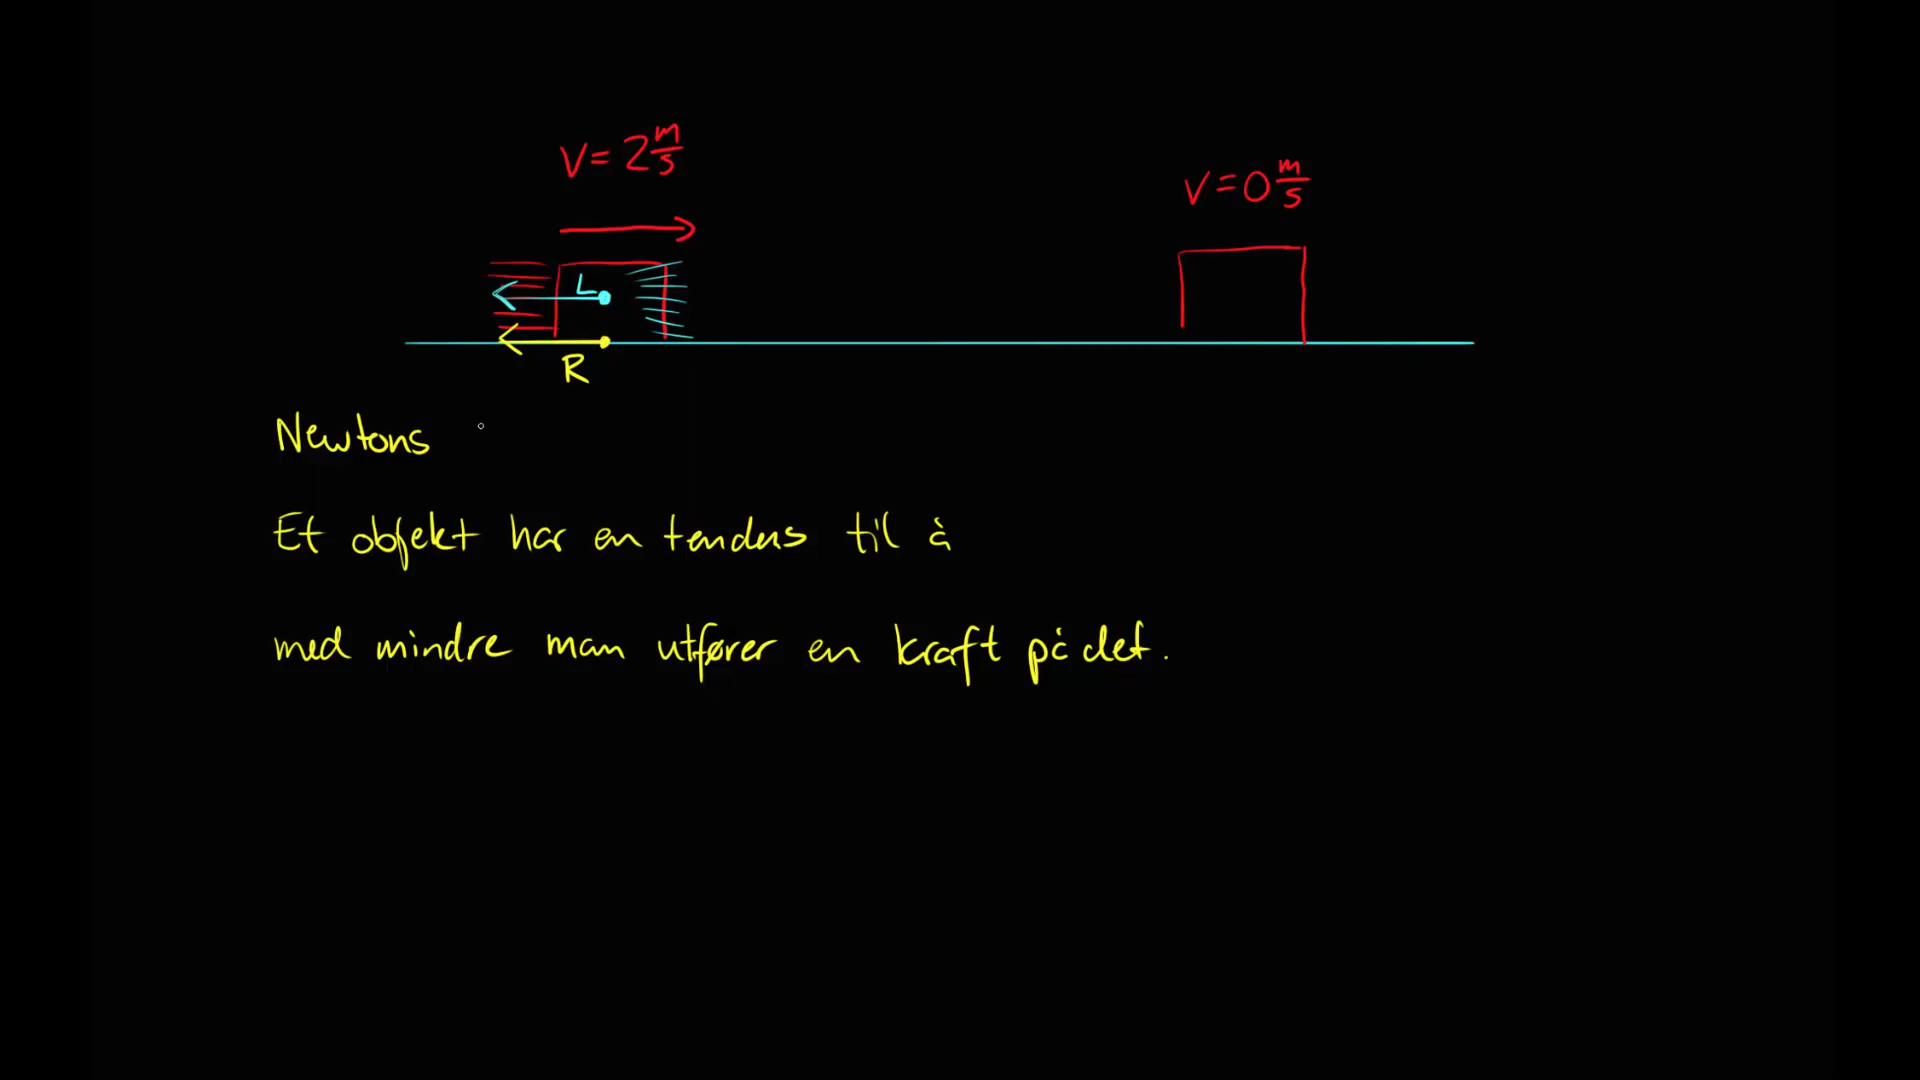 V = 2 m/s
V = 0 m/s
L
R
Newtons
Et objekt har en tendens til å
med mindre man utfører en kraft på det.